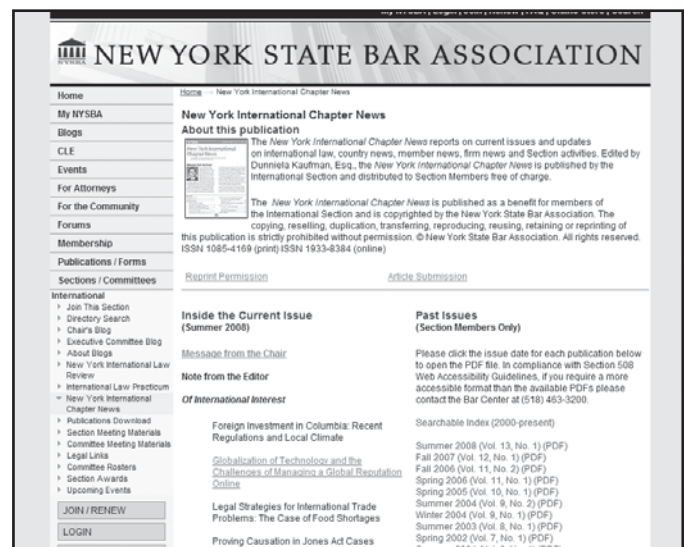 My NYSBA | Login | Join | Renew | FAQ | Online Store | Search
NYSBA
NEW YORK STATE BAR ASSOCIATION
Home
My NYSBA
Blogs
CLE
Events
For Attorneys
For the Community
Forums
Membership
Publications / Forms
Sections / Committees
International
Join This Section
Directory Search
Chair's Blog
Executive Committee Blog
About Blogs
New York International Law
Review
International Law Practicum
New York International
Chapter News
Publications Download
Section Meeting Materials
Committee Meeting Materials
Legal Links
Committee Rosters
Section Awards
Upcoming Events
JOIN / RENEW
LOGIN
Home — New York International Chapter News
New York International Chapter News
About this publication
The New York International Chapter News reports on current issues and updates
on international law, country news, member news, firm news and Section activities. Edited by
Dunniela Kaufman, Esq., the New York International Chapter News is published by the
International Section and distributed to Section Members free of charge.
The New York International Chapter News is published as a benefit for members of
the International Section and is copyrighted by the New York State Bar Association. The
copying, reselling, duplication, transferring, reproducing, reusing, retaining or reprinting of
this publication is strictly prohibited without permission. © New York State Bar Association. All rights reserved.
ISSN 1085-4169 (print) ISSN 1933-8384 (online)
Reprint Permission
Article Submission
Inside the Current Issue
(Summer 2008)
Message from the Chair
Note from the Editor
Of International Interest
Foreign Investment in Columbia: Recent
Regulations and Local Climate
Globalization of Technology and the
Challenges of Managing a Global Reputation
Online
Legal Strategies for International Trade
Problems: The Case of Food Shortages
Proving Causation in Jones Act Cases
Past Issues
(Section Members Only)
Please click the issue date for each publication below
to open the PDF file. In compliance with Section 508
Web Accessibility Guidelines, if you require a more
accessible format than the available PDFs please
contact the Bar Center at (518) 463-3200.
Searchable Index (2000-present)
Summer 2008 (Vol. 13, No. 1) (PDF)
Fall 2007 (Vol. 12, No. 1) (PDF)
Fall 2006 (Vol. 11, No. 2) (PDF)
Spring 2006 (Vol. 11, No. 1) (PDF)
Spring 2005 (Vol. 10, No. 1) (PDF)
Summer 2004 (Vol. 9, No. 2) (PDF)
Winter 2004 (Vol. 9, No. 1) (PDF)
Summer 2003 (Vol. 8, No. 1) (PDF)
Spring 2002 (Vol. 7, No. 1) (PDF)